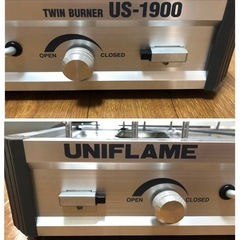 TWIN BURNER US-1900
OPEN CLOSED
UNIFLAME
OPEN CLOSED